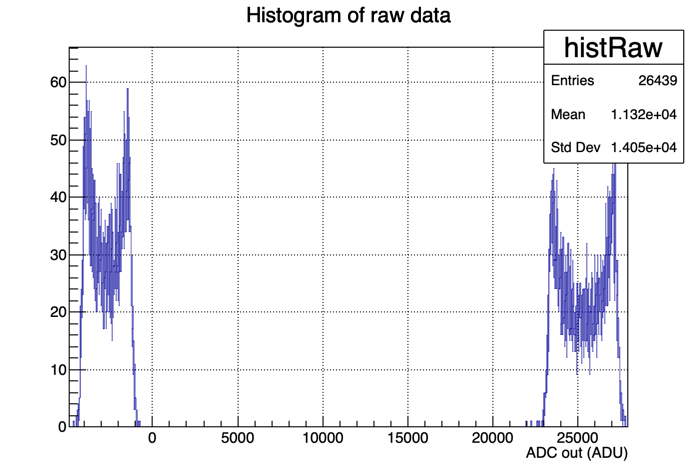 Histogram of raw data
histRaw
Entries 26439
Mean 1.132e+04
Std Dev 1.405e+04
60
50
40
30
20
10
0
0 5000 10000 15000 20000 25000
ADC out (ADU)